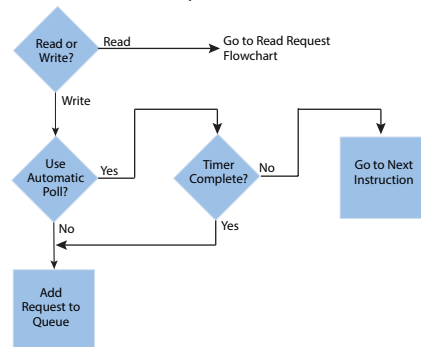 Read or
Write?
Read
Go to Read Request
Flowchart
Write
Use
Automatic
Poll?
Yes
Timer
Complete?
No
Go to Next
Instruction
No
Yes
Add
Request to
Queue